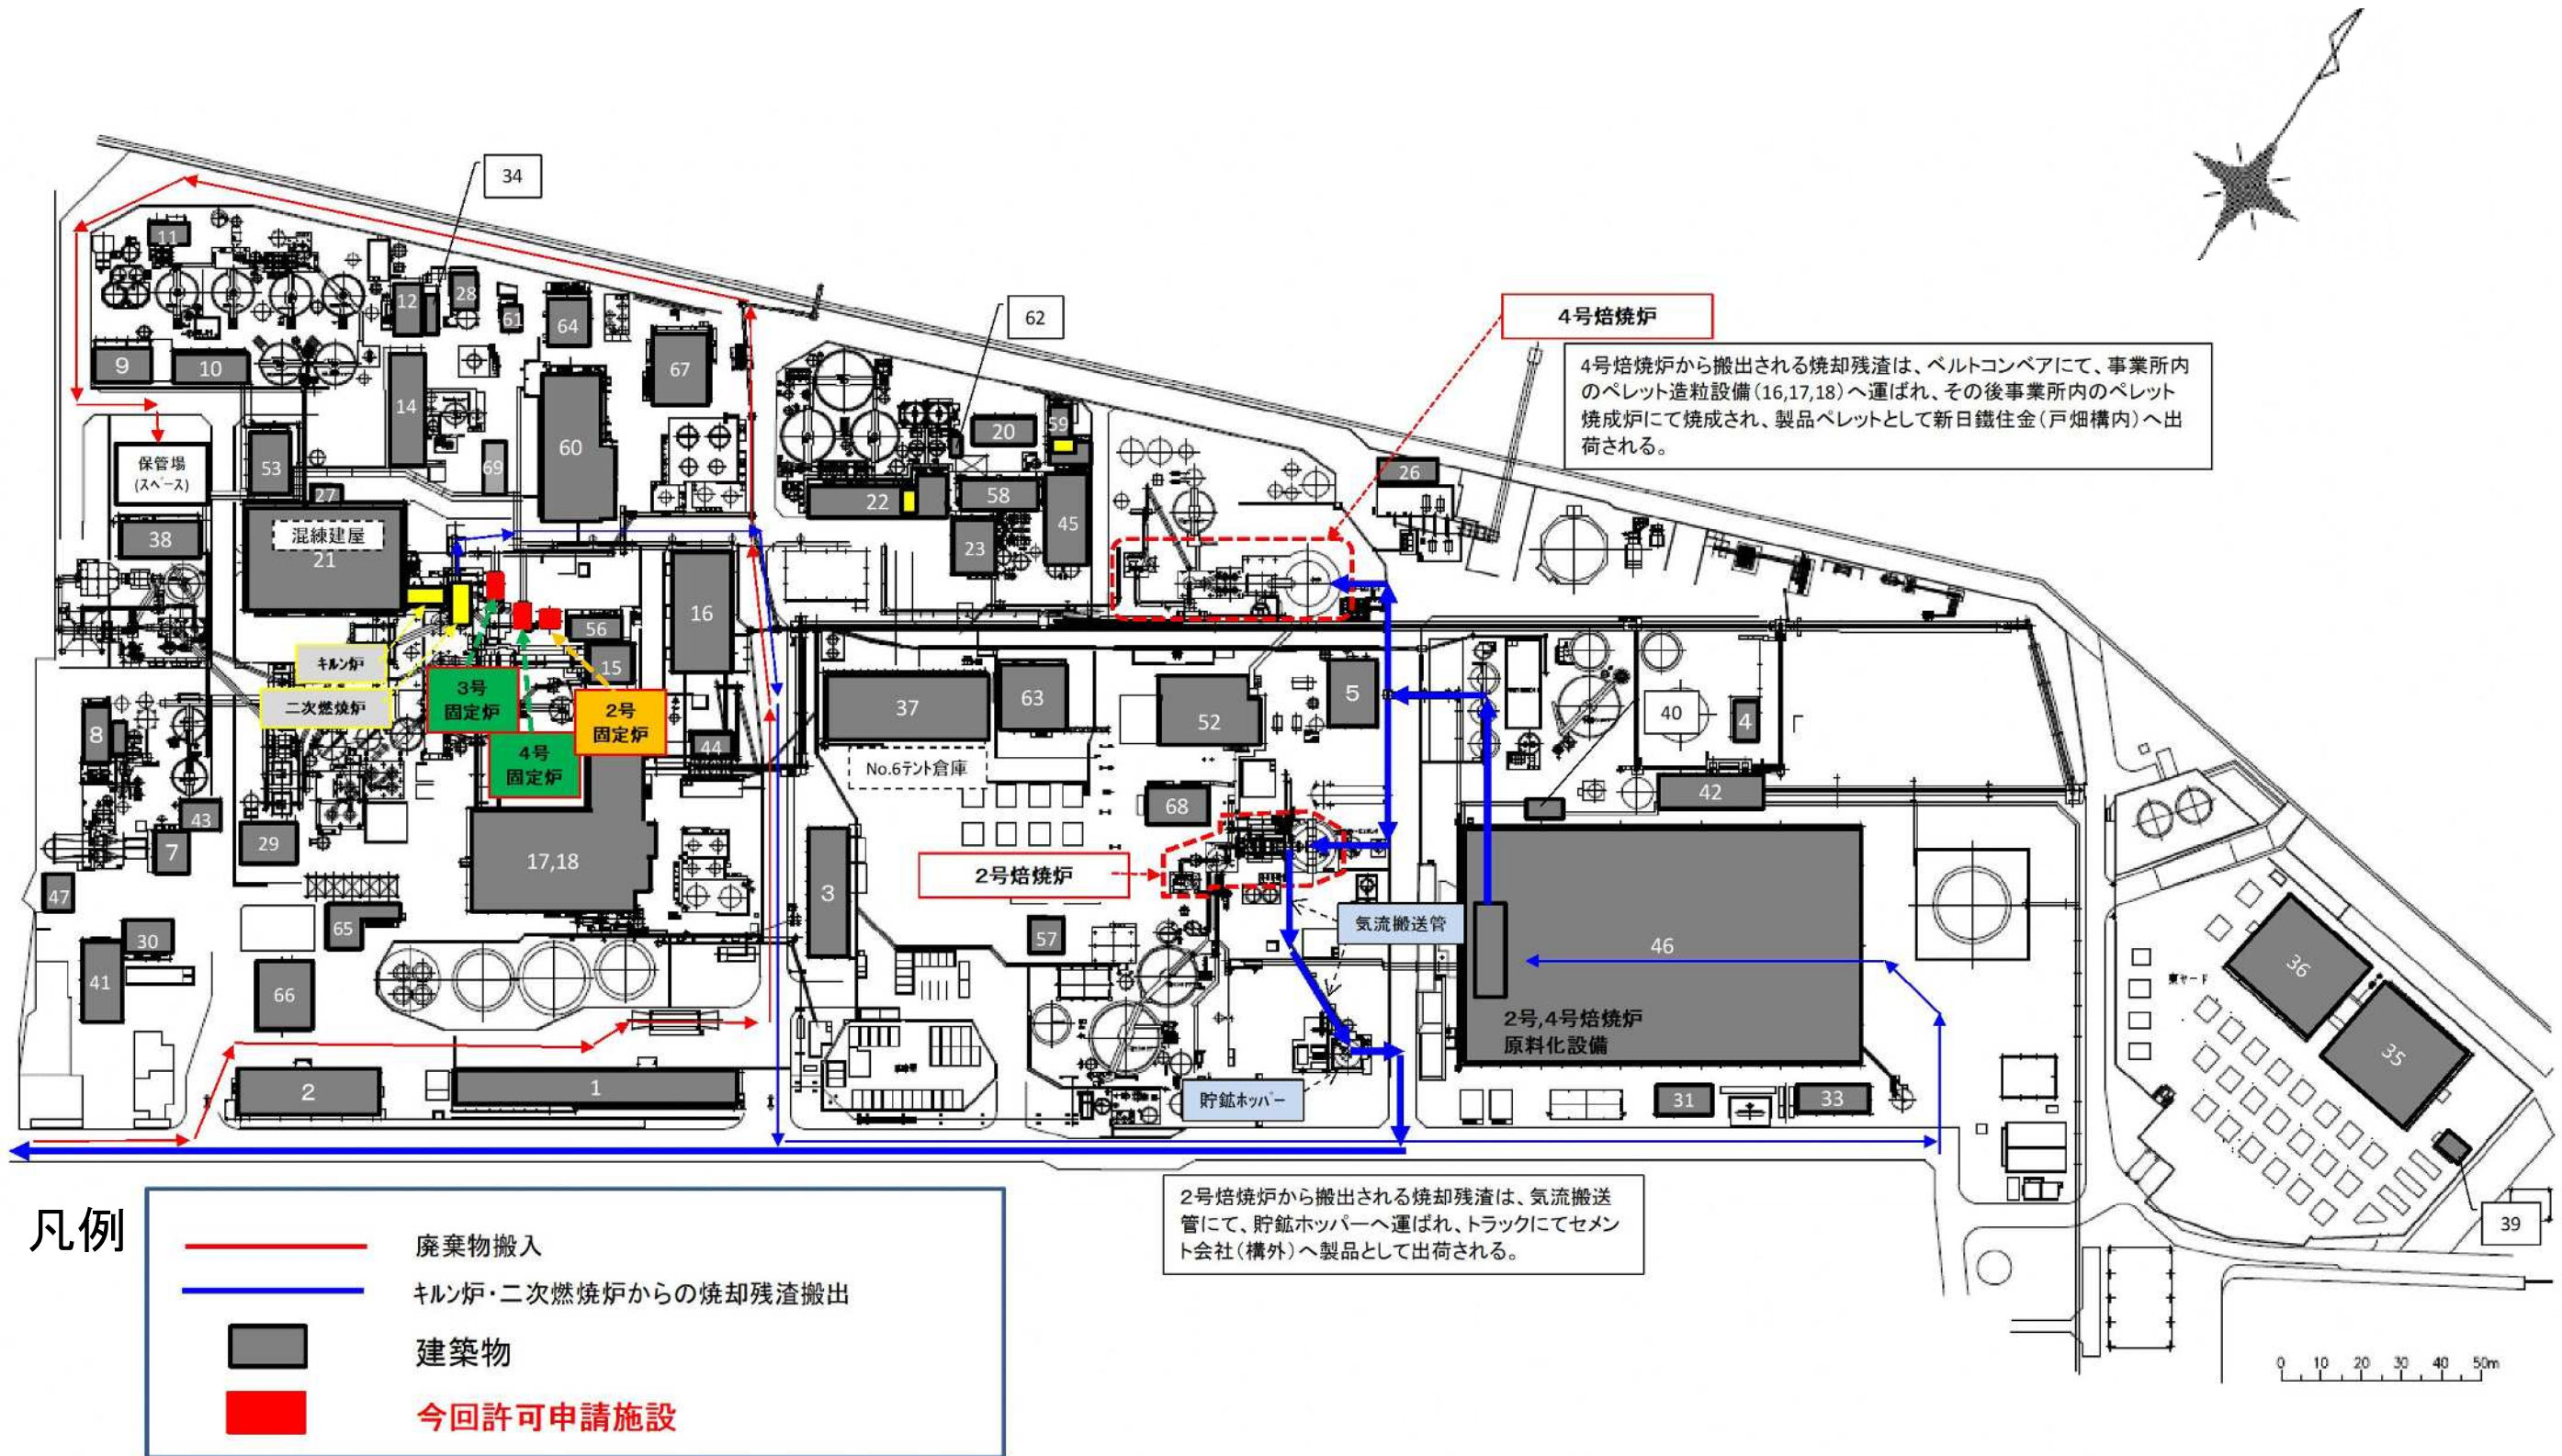 34
11
12
28
61
64
62
4号焙焼炉
9
10
67
4号焙焼炉から搬出される焼却残渣は、ベルトコンベアにて、事業所内
のペレット造粒設備(16,17,18)へ運ばれ、その後事業所内のペレット
焼成炉にて焼成され、製品ペレットとして新日鐵住金(戸畑構内)へ出
荷される。
14
60
20
59
保管場
(スペース)
53
69
26
27
22
58
45
38
混練建屋
21
23
16
56
キルン炉
15
3号
固定炉
二次燃焼炉
2号
固定炉
37
63
52
5
40
4
8
44
4号
固定炉
No.6テント倉庫
68
42
43
29
7
17,18
2号焙焼炉
3
47
気流搬送管
65
30
57
46
41
66
36
東ヤード
2号,4号焙焼炉
原料化設備
35
2
1
貯鉱ホッパー
31
33
39
2号焙焼炉から搬出される焼却残渣は、気流搬送
管にて、貯鉱ホッパーへ運ばれ、トラックにてセメン
ト会社(構外)へ製品として出荷される。
凡例
廃棄物搬入
キルン炉・二次燃焼炉からの焼却残渣搬出
建築物
今回許可申請施設
0 10 20 30 40 50m